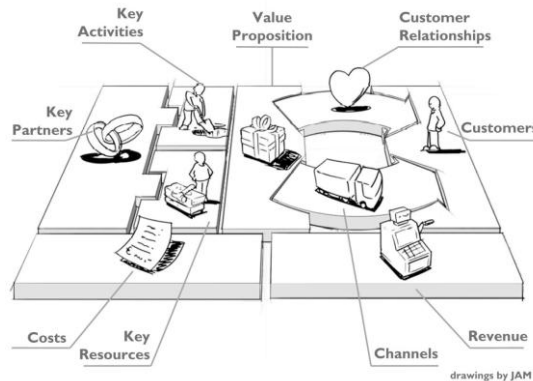 Key
Activities
Value
Proposition
Customer
Relationships
Key
Partners
Customers
Costs
Key
Resources
Channels
Revenue
drawings by JAM